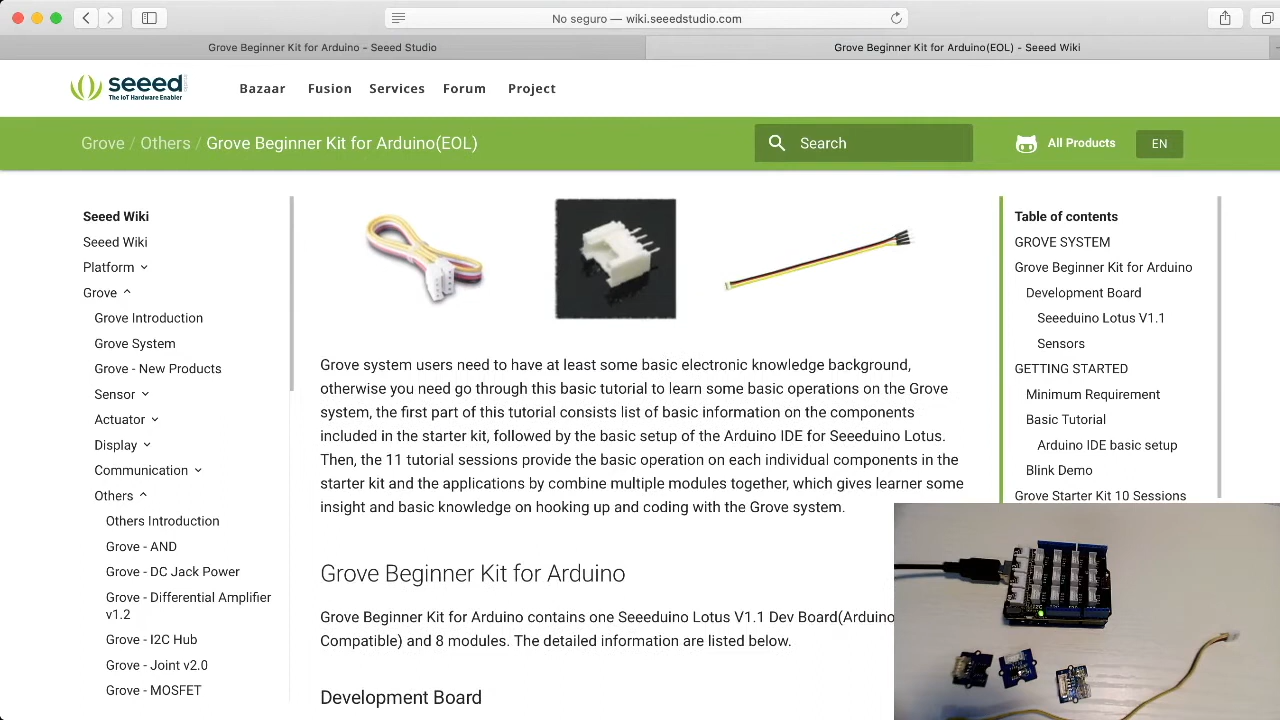 No seguro — wiki.seeedstudio.com
Grove Beginner Kit for Arduino - Seeed Studio
Grove Beginner Kit for Arduino(EOL) - Seeed Wiki
seeed
The IoT Hardware Enabler
Bazaar Fusion Services Forum Project
Grove / Others / Grove Beginner Kit for Arduino(EOL)
Search
All Products
EN
Seeed Wiki
Seeed Wiki
Platform
Grove
Grove Introduction
Grove System
Grove - New Products
Sensor
Actuator
Display
Communication
Others
Others Introduction
Grove - AND
Grove - DC Jack Power
Grove - Differential Amplifier
v1.2
Grove - I2C Hub
Grove - Joint v2.0
Grove - MOSFET
Grove system users need to have at least some basic electronic knowledge background,
otherwise you need go through this basic tutorial to learn some basic operations on the Grove
system, the first part of this tutorial consists list of basic information on the components
included in the starter kit, followed by the basic setup of the Arduino IDE for Seeeduino Lotus.
Then, the 11 tutorial sessions provide the basic operation on each individual components in the
starter kit and the applications by combine multiple modules together, which gives learner some
insight and basic knowledge on hooking up and coding with the Grove system.
Grove Beginner Kit for Arduino
Grove Beginner Kit for Arduino contains one Seeeduino Lotus V1.1 Dev Board(Arduino
Compatible) and 8 modules. The detailed information are listed below.
Development Board
Table of contents
GROVE SYSTEM
Grove Beginner Kit for Arduino
Development Board
Seeeduino Lotus V1.1
Sensors
GETTING STARTED
Minimum Requirement
Basic Tutorial
Arduino IDE basic setup
Blink Demo
Grove Starter Kit 10 Sessions